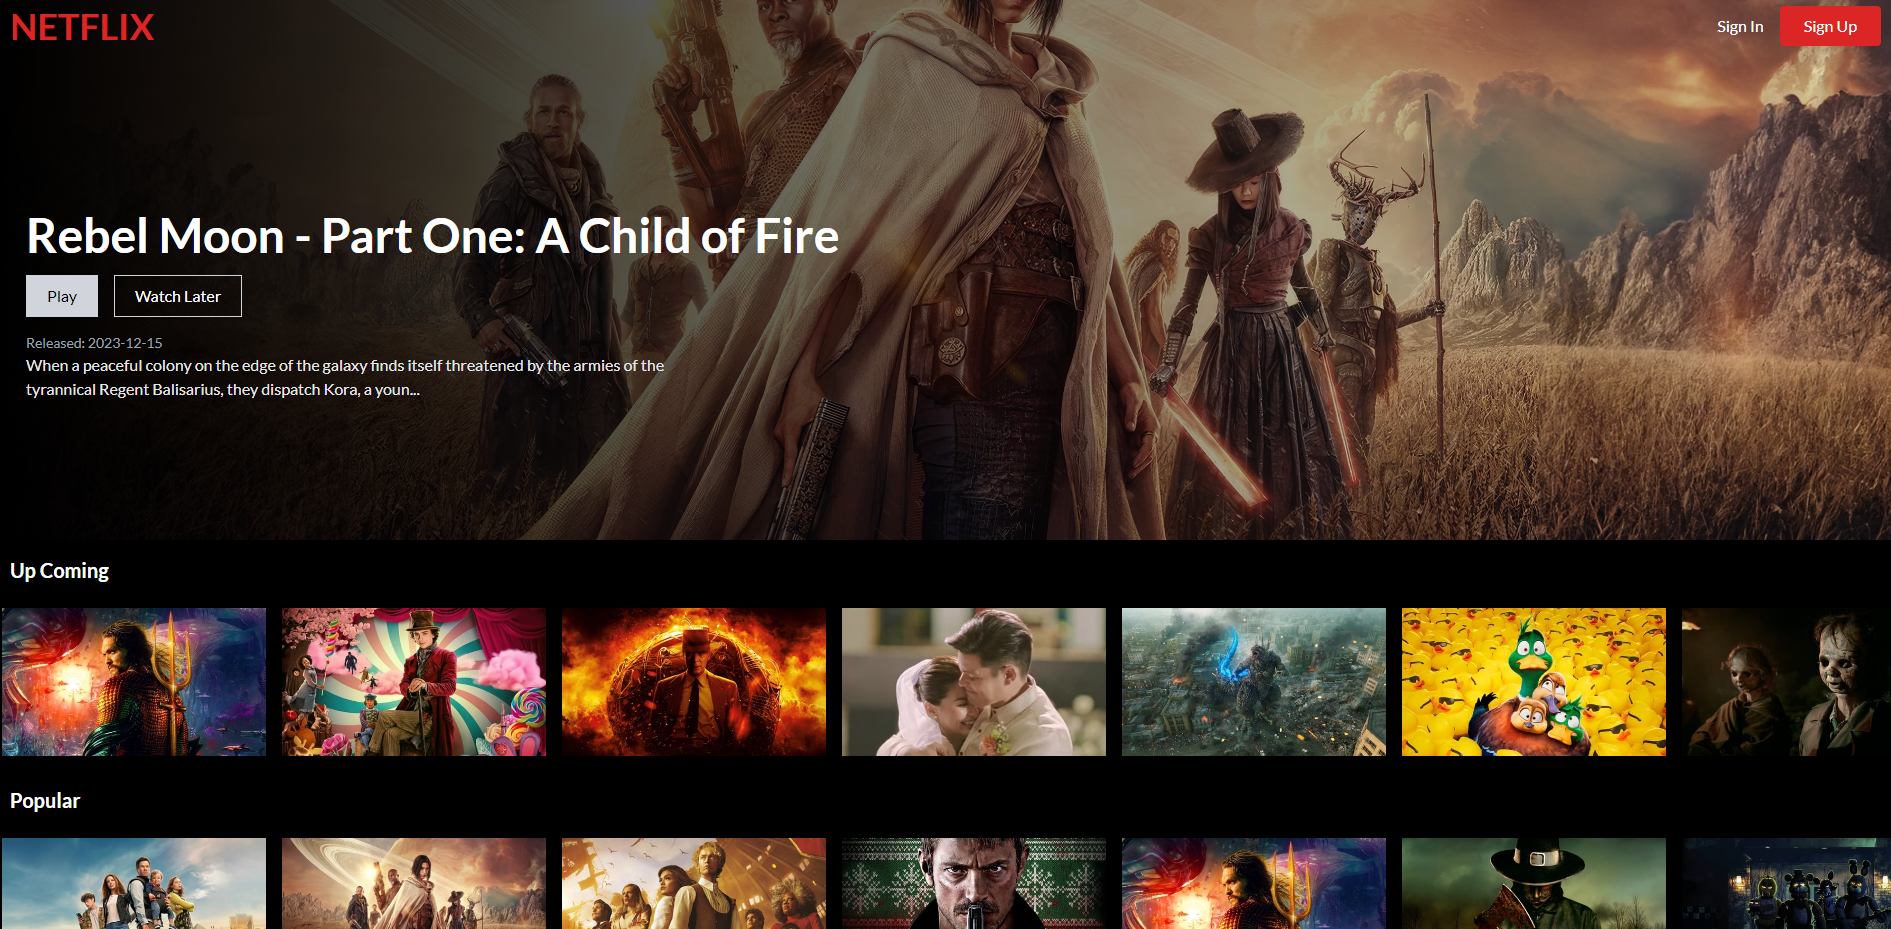 NETFLIX
Sign In
Sign Up
Rebel Moon - Part One: A Child of Fire
Play
Watch Later
Released: 2023-12-15
When a peaceful colony on the edge of the galaxy finds itself threatened by the armies of the
tyrannical Regent Balisarius, they dispatch Kora, a youn...
Up Coming
Popular